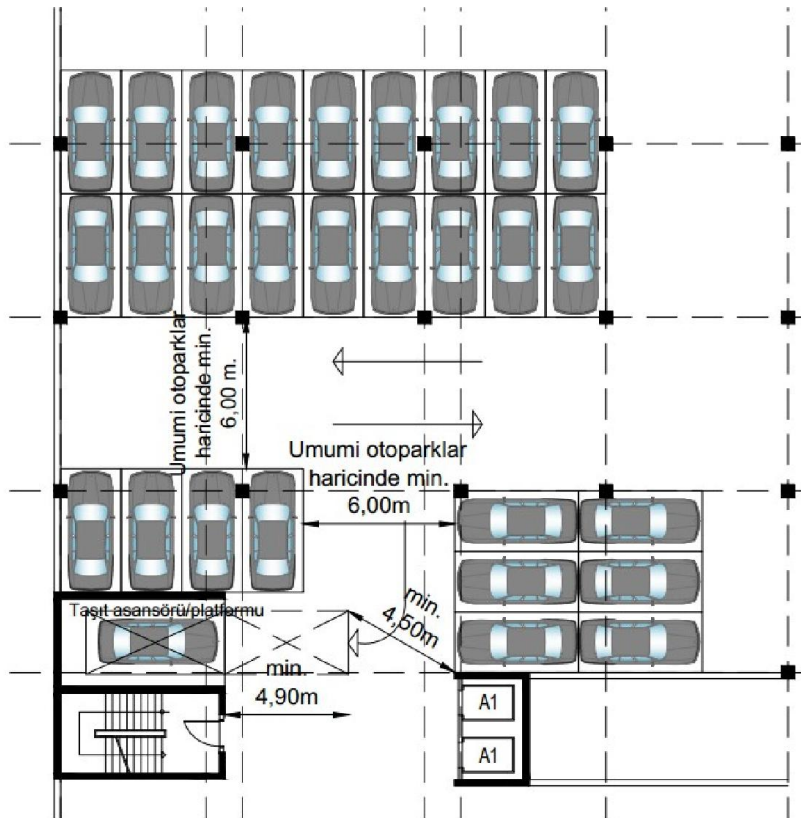 Umumi otoparklar
haricinde min.
6,00 m.
Umumi otoparklar
haricinde min.
6,00m
Taşıt asansörü/platformu
min.
4,50m
min.
4,90m
A1
A1